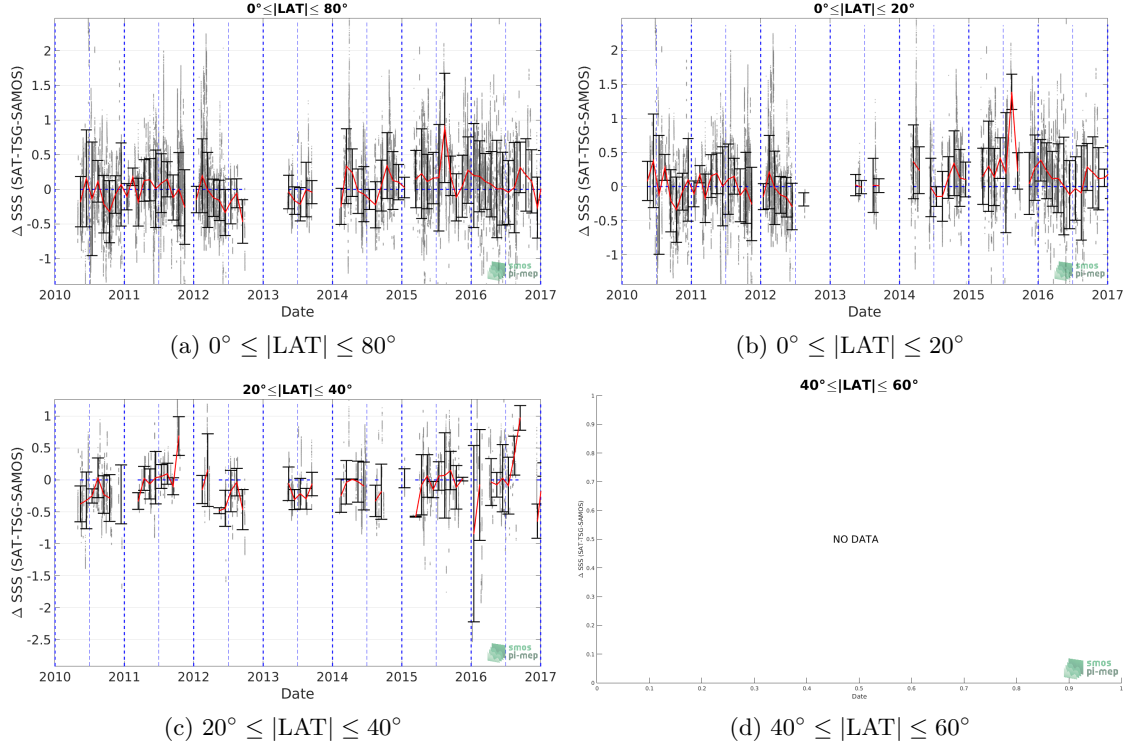 0°≤|LAT|≤ 80°
Δ SSS (SAT-TSG-SAMOS)
2
1.5
1
0.5
0
-0.5
-1
2010 2011 2012 2013 2014 2015 2016 2017
Date
smos
pi-mep
(a) 0° ≤ |LAT| ≤ 80°
0°≤|LAT|≤ 20°
Δ SSS (SAT-TSG-SAMOS)
2
1.5
1
0.5
0
-0.5
-1
2010 2011 2012 2013 2014 2015 2016 2017
Date
smos
pi-mep
(b) 0° ≤ |LAT| ≤ 20°
20°≤|LAT|≤ 40°
Δ SSS (SAT-TSG-SAMOS)
1
0.5
0
-0.5
-1
-1.5
-2
-2.5
2010 2011 2012 2013 2014 2015 2016 2017
Date
smos
pi-mep
(c) 20° ≤ |LAT| ≤ 40°
40°≤|LAT|≤ 60°
Δ SSS (SAT-TSG-SAMOS)
1
0.9
0.8
0.7
0.6
0.5
0.4
0.3
0.2
0.1
0
NO DATA
0 0.1 0.2 0.3 0.4 0.5 0.6 0.7 0.8 0.9 1
Date
smos
pi-mep
(d) 40° ≤ |LAT| ≤ 60°